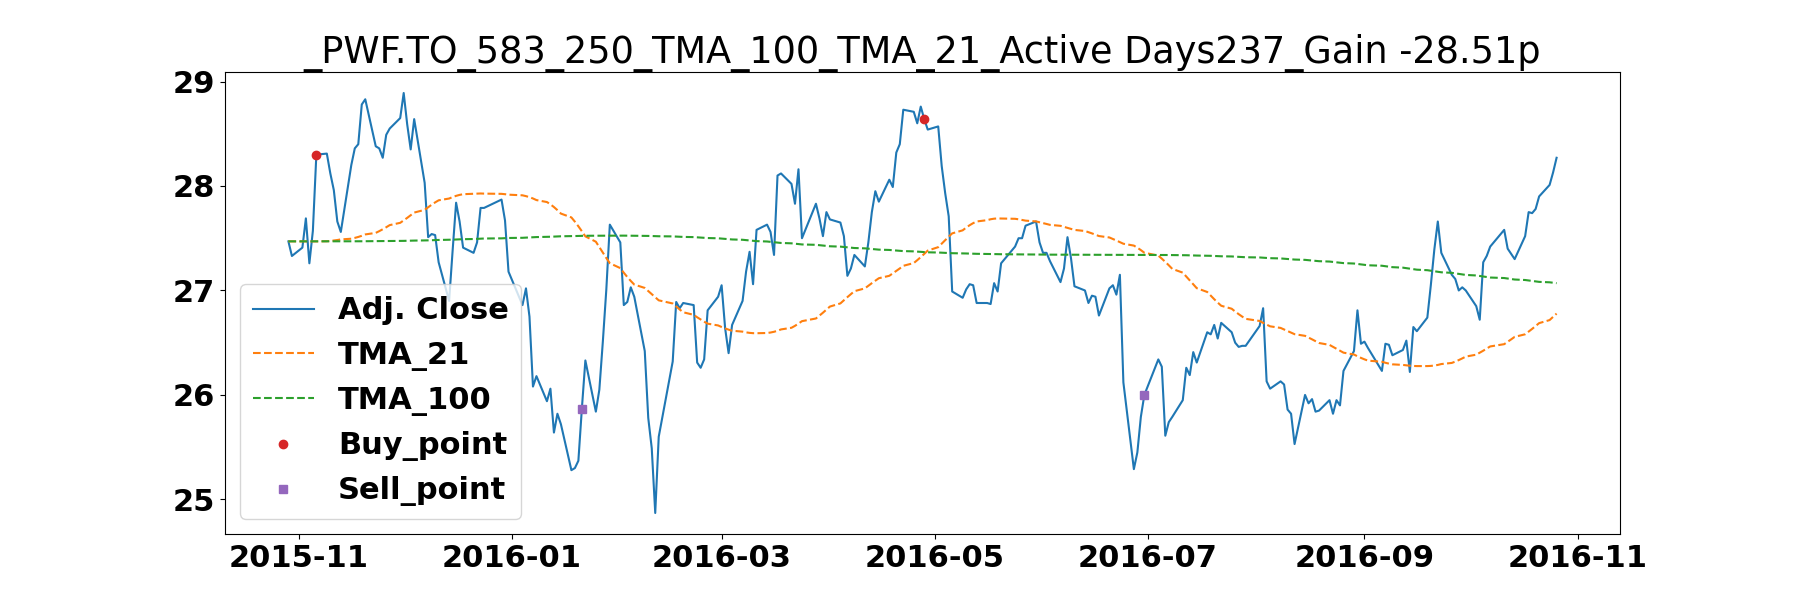 _PWF.TO_583_250_TMA_100_TMA_21_Active Days237_Gain -28.51p
29
28
27
26
25
Adj. Close
TMA_21
TMA_100
Buy_point
Sell_point
2015-11 2016-01 2016-03 2016-05 2016-07 2016-09 2016-11